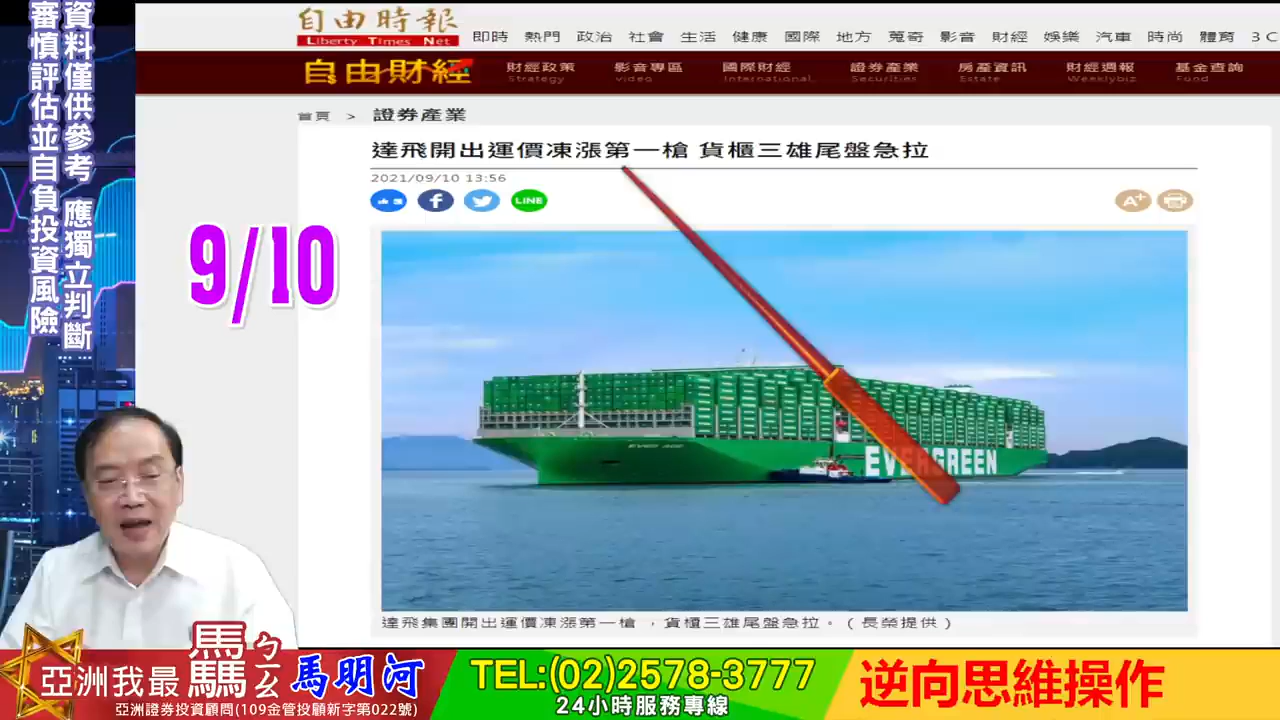 資料僅供參考 應獨立判斷
審慎評估並自負投資風險
自由時報
Liberty Times Net
即時 熱門 政治 社會 生活 健康 國際 地方 蒐奇 影音 財經 娛樂 汽車 時尚 體育 3 C
自由財經
財經政策 影音專區 國際財經 證券產業 房產資訊 財經週報 基金查詢
Strategy video International Securities Estate Weeklybiz Fund
首頁 > 證券產業
達飛開出運價凍漲第一槍 貨櫃三雄尾盤急拉
2021/09/10 13:56
LINE
A+
9/10
EVER ACE
EVERGREEN
達飛集團開出運價凍漲第一槍，貨櫃三雄尾盤急拉。（長榮提供）
亞洲我最馬驫ㄅㄧㄠ馬明河
亞洲證券投資顧問(109金管投顧新字第022號)
TEL:(02)2578-3777
24小時服務專線
逆向思維操作